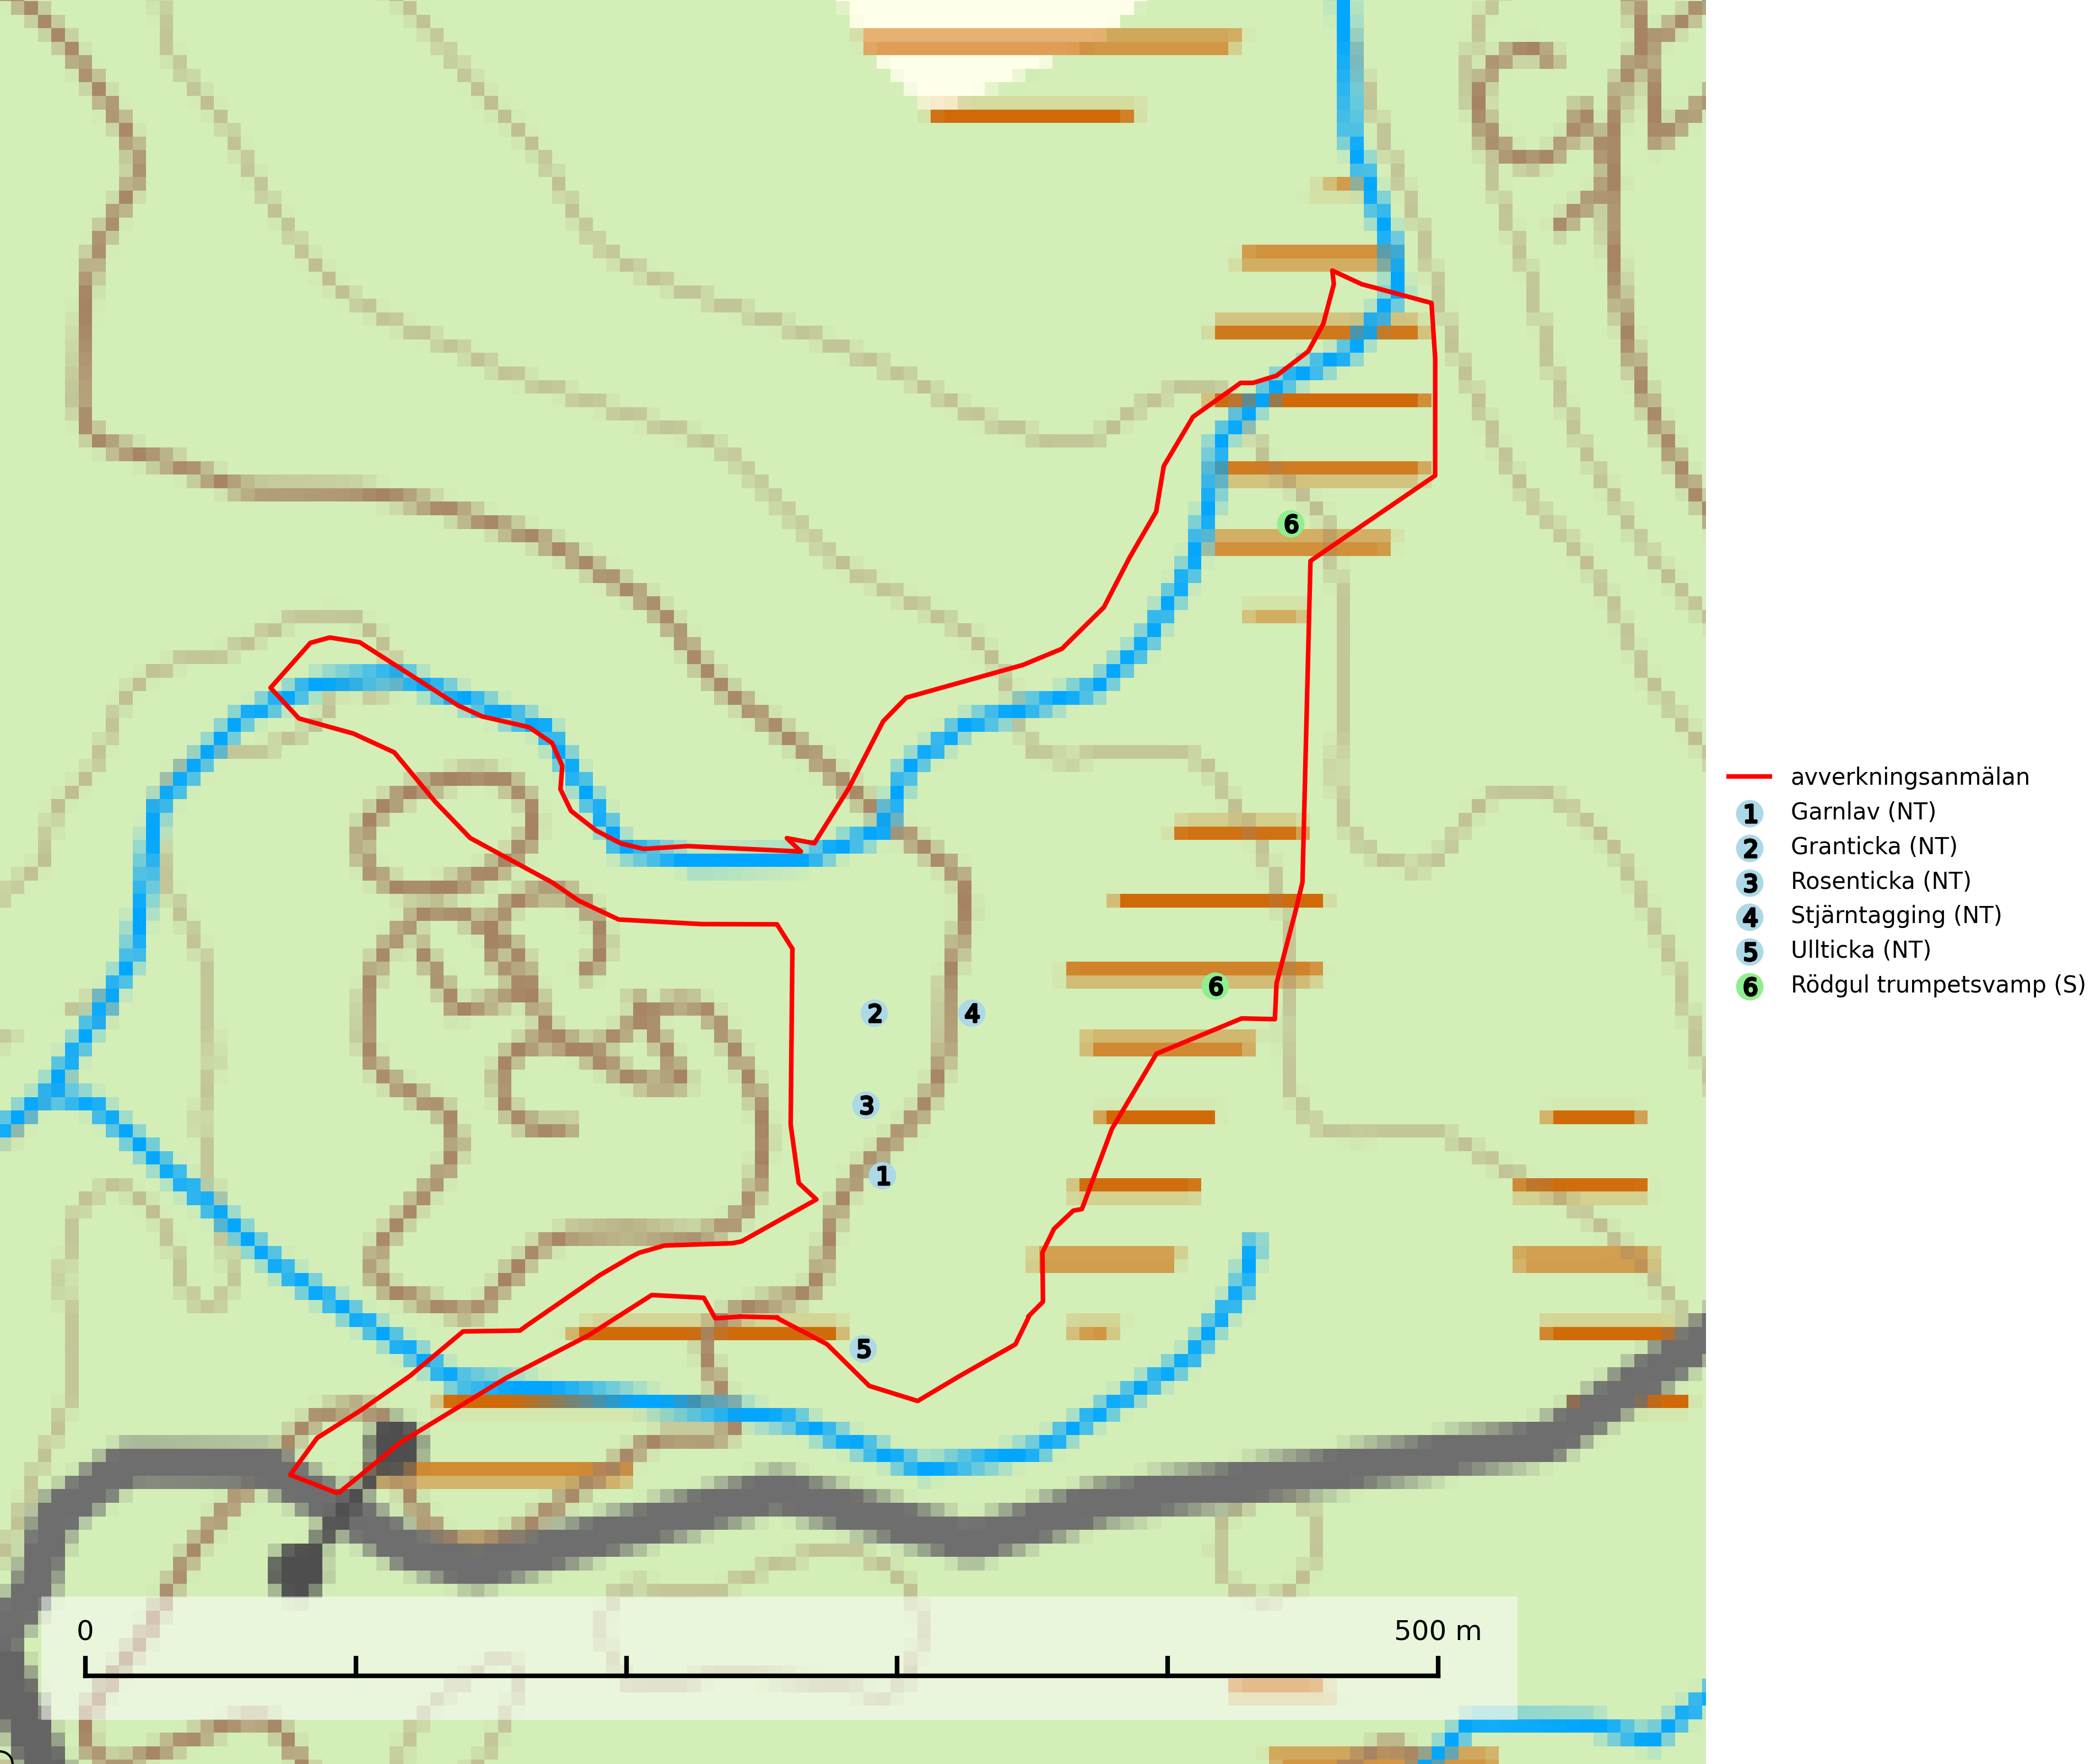 6
2
4
6
3
1
5
0 500 m
avverkningsanmälan
1 Garnlav (NT)
2 Granticka (NT)
3 Rosenticka (NT)
4 Stjärntagging (NT)
5 Ullticka (NT)
6 Rödgul trumpetsvamp (S)